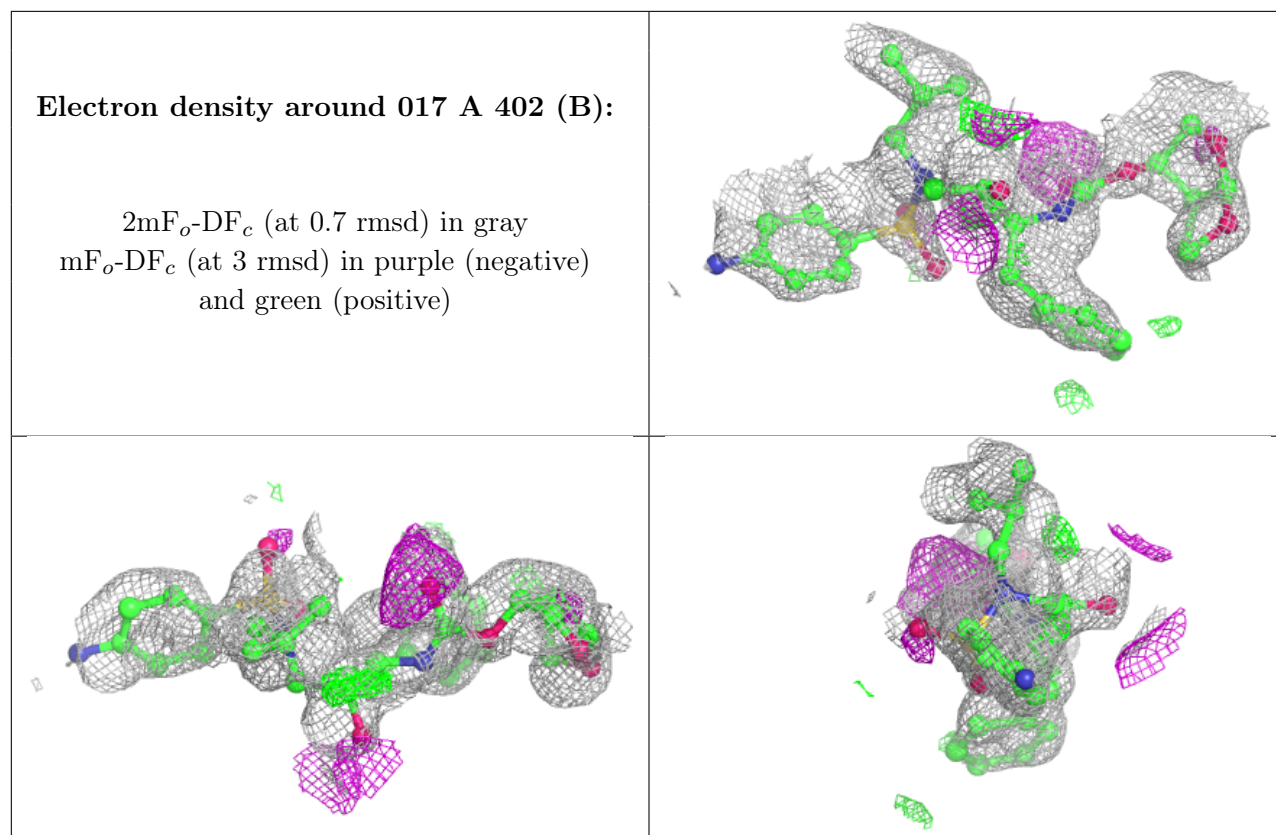 Electron density around 017 A 402 (B):
2mFo-DFc (at 0.7 rmsd) in gray
mFo-DFc (at 3 rmsd) in purple (negative)
and green (positive)